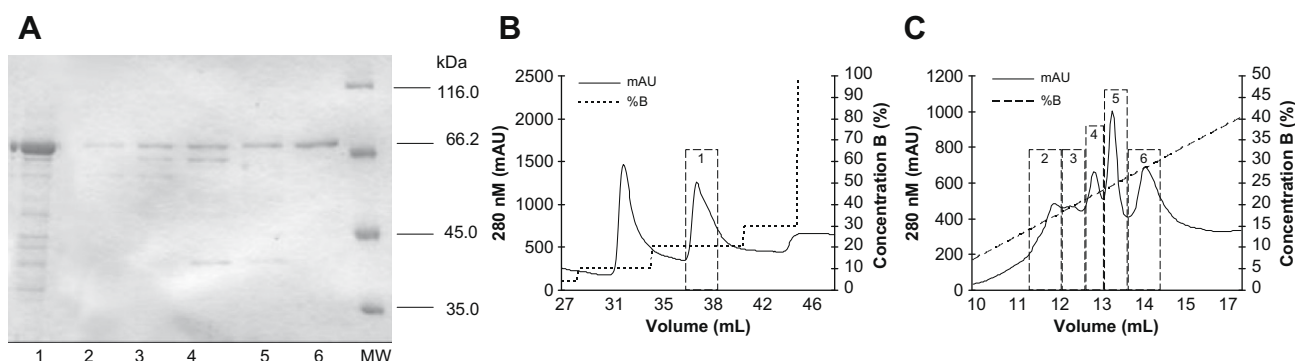 A
kDa
116.0
66.2
45.0
35.0
1 2 3 4 5 6 MW
B
280 nM (mAU)
2500
2000
1500
1000
500
0
mAU
%B
1
27 31 35 38 42 46
Volume (mL)
100
90
80
70
60
50
40
30
20
10
0
Concentration B (%)
C
280 nM (mAU)
1200
1000
800
600
400
200
0
mAU
%B
2 3 4 5 6
10 11 12 13 14 15 17
Volume (mL)
50
45
40
35
30
25
20
15
10
5
0
Concentration B (%)